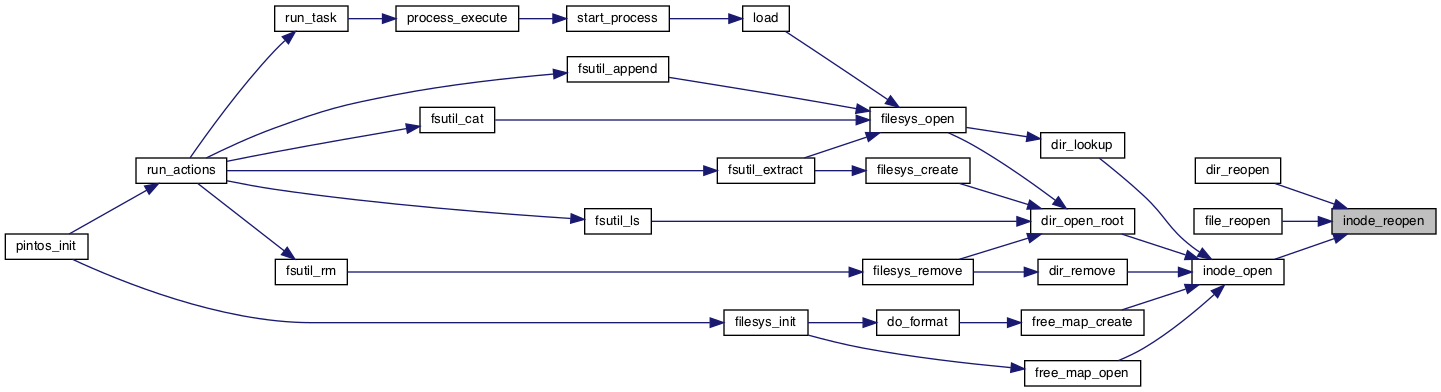 run_task
process_execute
start_process
load
fsutil_append
fsutil_cat
filesys_open
dir_lookup
run_actions
fsutil_extract
filesys_create
dir_reopen
fsutil_ls
dir_open_root
file_reopen
inode_reopen
pintos_init
fsutil_rm
filesys_remove
dir_remove
inode_open
filesys_init
do_format
free_map_create
free_map_open